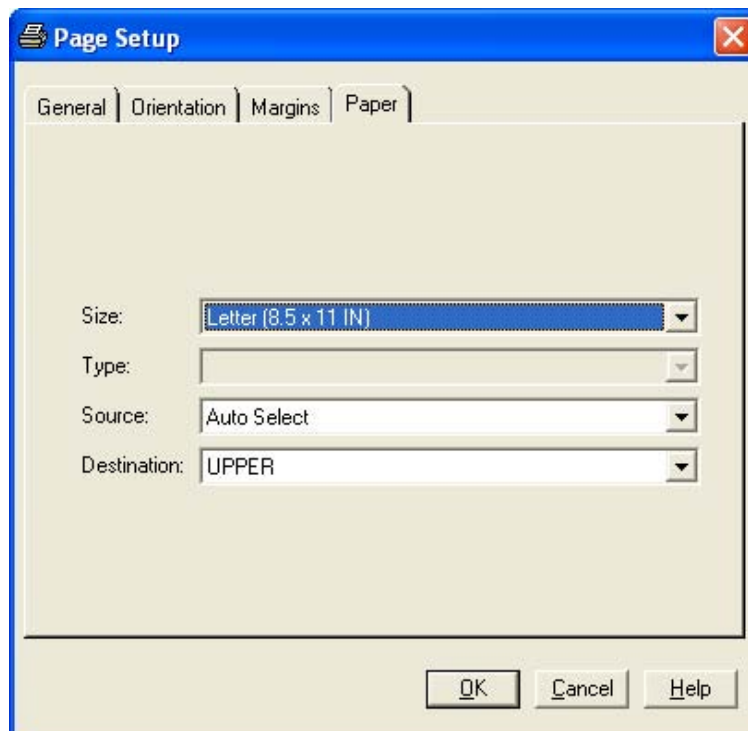 Page Setup
General Orientation Margins Paper
Size: Letter (8.5 x 11 IN)
Type:
Source: Auto Select
Destination: UPPER
OK Cancel Help